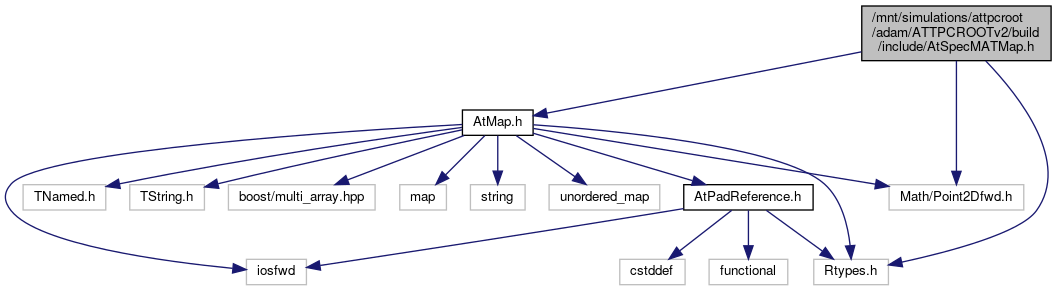 /mnt/simulations/attpcroot
/adam/ATTPCROOTv2/build
/include/AtSpecMATMap.h
AtMap.h
TNamed.h
TString.h
boost/multi_array.hpp
map
string
unordered_map
AtPadReference.h
Math/Point2Dfwd.h
iosfwd
cstddef
functional
Rtypes.h